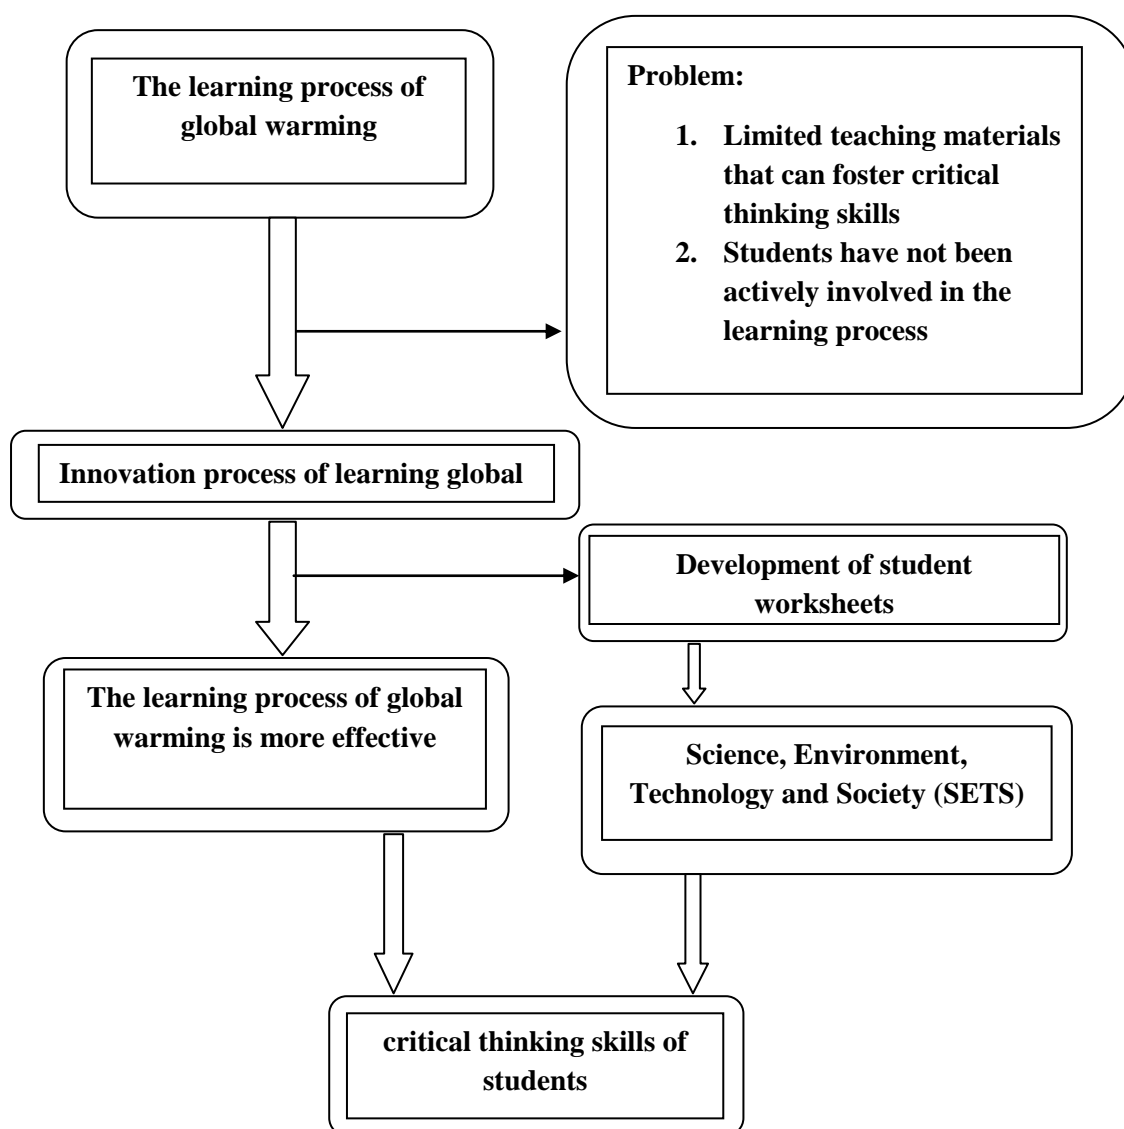 The learning process of
global warming
Problem:
1. Limited teaching materials
that can foster critical
thinking skills
2. Students have not been
actively involved in the
learning process
Innovation process of learning global
Development of student
worksheets
The learning process of global
warming is more effective
Science, Environment,
Technology and Society (SETS)
critical thinking skills of
students